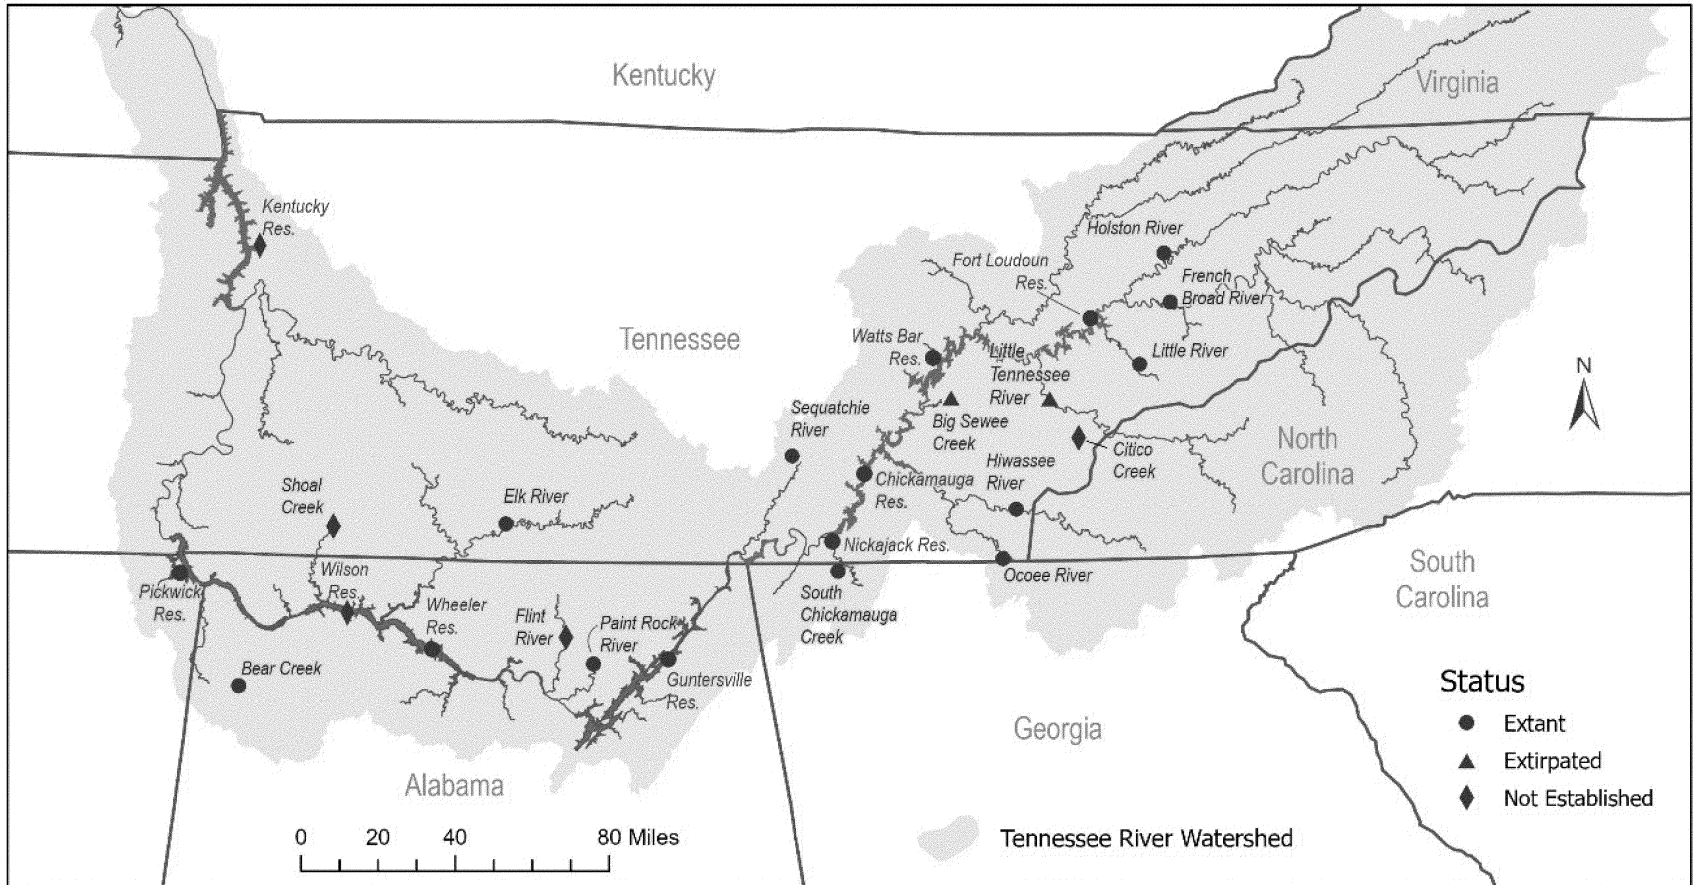 Kentucky
Virginia
Kentucky
Res.
Holston River
Fort Loudoun
Res.
French
Broad River
Tennessee
Watts Bar
Res.
Little
Tennessee
River
Little River
N
Sequatchie
River
Big Sewee
Creek
North
Carolina
Citico
Creek
Hiwassee
River
Chickamauga
Res.
Shoal
Creek
Elk River
Nickajack Res.
Ocoee River
South
Carolina
Wilson
Res.
Pickwick
Res.
Wheeler
Res.
Flint
River
Paint Rock
River
South
Chickamauga
Creek
Bear Creek
Guntersville
Res.
Status
Extant
Extirpated
Not Established
Georgia
Alabama
0 20 40 80 Miles
Tennessee River Watershed